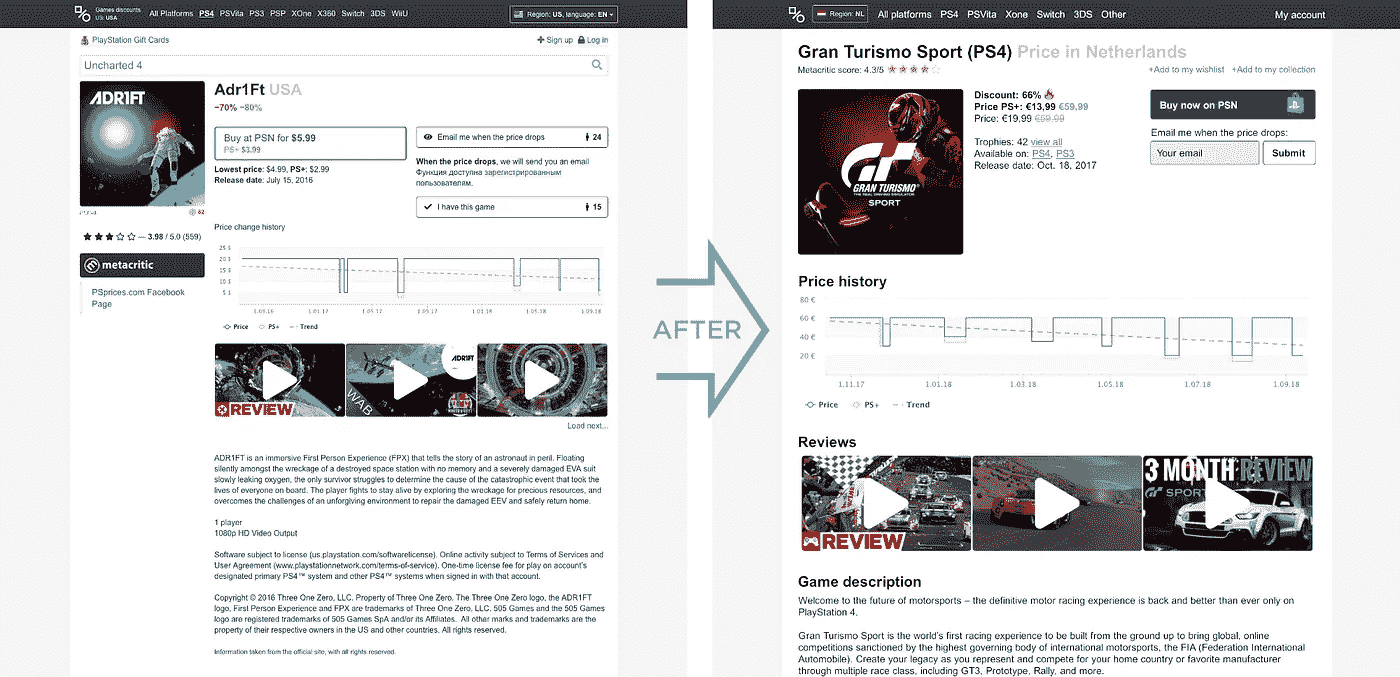 Games discounts
US: USA
All Platforms PS4 PSVita PS3 PSP XOne X360 Switch 3DS WiiU
Region: US, language: EN
PlayStation Gift Cards
Sign up Log in
Uncharted 4
ADR1FT
Adr1Ft USA
−70% −80%
Buy at PSN for $5.99
PS+ $3.99
Email me when the price drops 24
Lowest price: $4.99, PS+: $2.99
Release date: July 15, 2016
When the price drops, we will send you an email
Функция доступна зарегистрированным
пользователям.
I have this game 15
PS4 82
3.98 / 5.0 (559)
metacritic
PSprices.com Facebook
Page
Price change history
25 $
20 $
15 $
10 $
5 $
1.01.17 1.05.17 1.09.17 1.01.18 1.05.18 1.09.18
Price PS+ Trend
REVIEW
WAB
ADR1FT
Load next...
ADR1FT is an immersive First Person Experience (FPX) that tells the story of an astronaut in peril. Floating
silently amongst the wreckage of a destroyed space station with no memory and a severely damaged EVA suit
slowly leaking oxygen, the only survivor struggles to determine the cause of the catastrophic event that took the
lives of everyone on board. The player fights to stay alive by exploring the wreckage for precious resources, and
overcomes the challenges of an unforgiving environment to repair the damaged EEV and safely return home.
1 player
1080p HD Video Output
Software subject to license (us.playstation.com/softwarelicense). Online activity subject to Terms of Services and
User Agreement (www.playstationnetwork.com/terms-of-service). One-time license fee for play on account's
designated primary PS4™ system and other PS4™ systems when signed in with that account.
Copyright © 2016 Three One Zero, LLC. Property of Three One Zero. The Three One Zero logo, the ADR1FT
logo, First Person Experience and FPX are trademarks of Three One Zero, LLC. 505 Games and the 505 Games
logo are registered trademarks of 505 Games SpA and/or its Affiliates. All other marks and trademarks are the
property of their respective owners in the US and other countries. All rights reserved.
Information taken from the official site, with all rights reserved.
AFTER
Region: NL All platforms PS4 PSVita Xone Switch 3DS Other My account
Gran Turismo Sport (PS4) Price in Netherlands
Metacritic score: 4.3/5
+Add to my wishlist +Add to my collection
GRAN TURISMO
THE REAL DRIVING SIMULATOR
SPORT
Discount: 66%
Price PS+: €13,99 €59,99
Price: €19.99 €69.99
Trophies: 42 view all
Available on: PS4, PS3
Release date: Oct. 18, 2017
Buy now on PSN
Email me when the price drops:
Your email Submit
Price history
80 €
60 €
40 €
20 €
1.11.17 1.01.18 1.03.18 1.05.18 1.07.18 1.09.18
Price PS+ Trend
Reviews
REVIEW
3 MONTH REVIEW
GT SPORT
Game description
Welcome to the future of motorsports – the definitive motor racing experience is back and better than ever only on
PlayStation 4.
Gran Turismo Sport is the world's first racing experience to be built from the ground up to bring global, online
competitions sanctioned by the highest governing body of international motorsports, the FIA (Federation International
Automobile). Create your legacy as you represent and compete for your home country or favorite manufacturer
through multiple race class, including GT3, Prototype, Rally, and more.